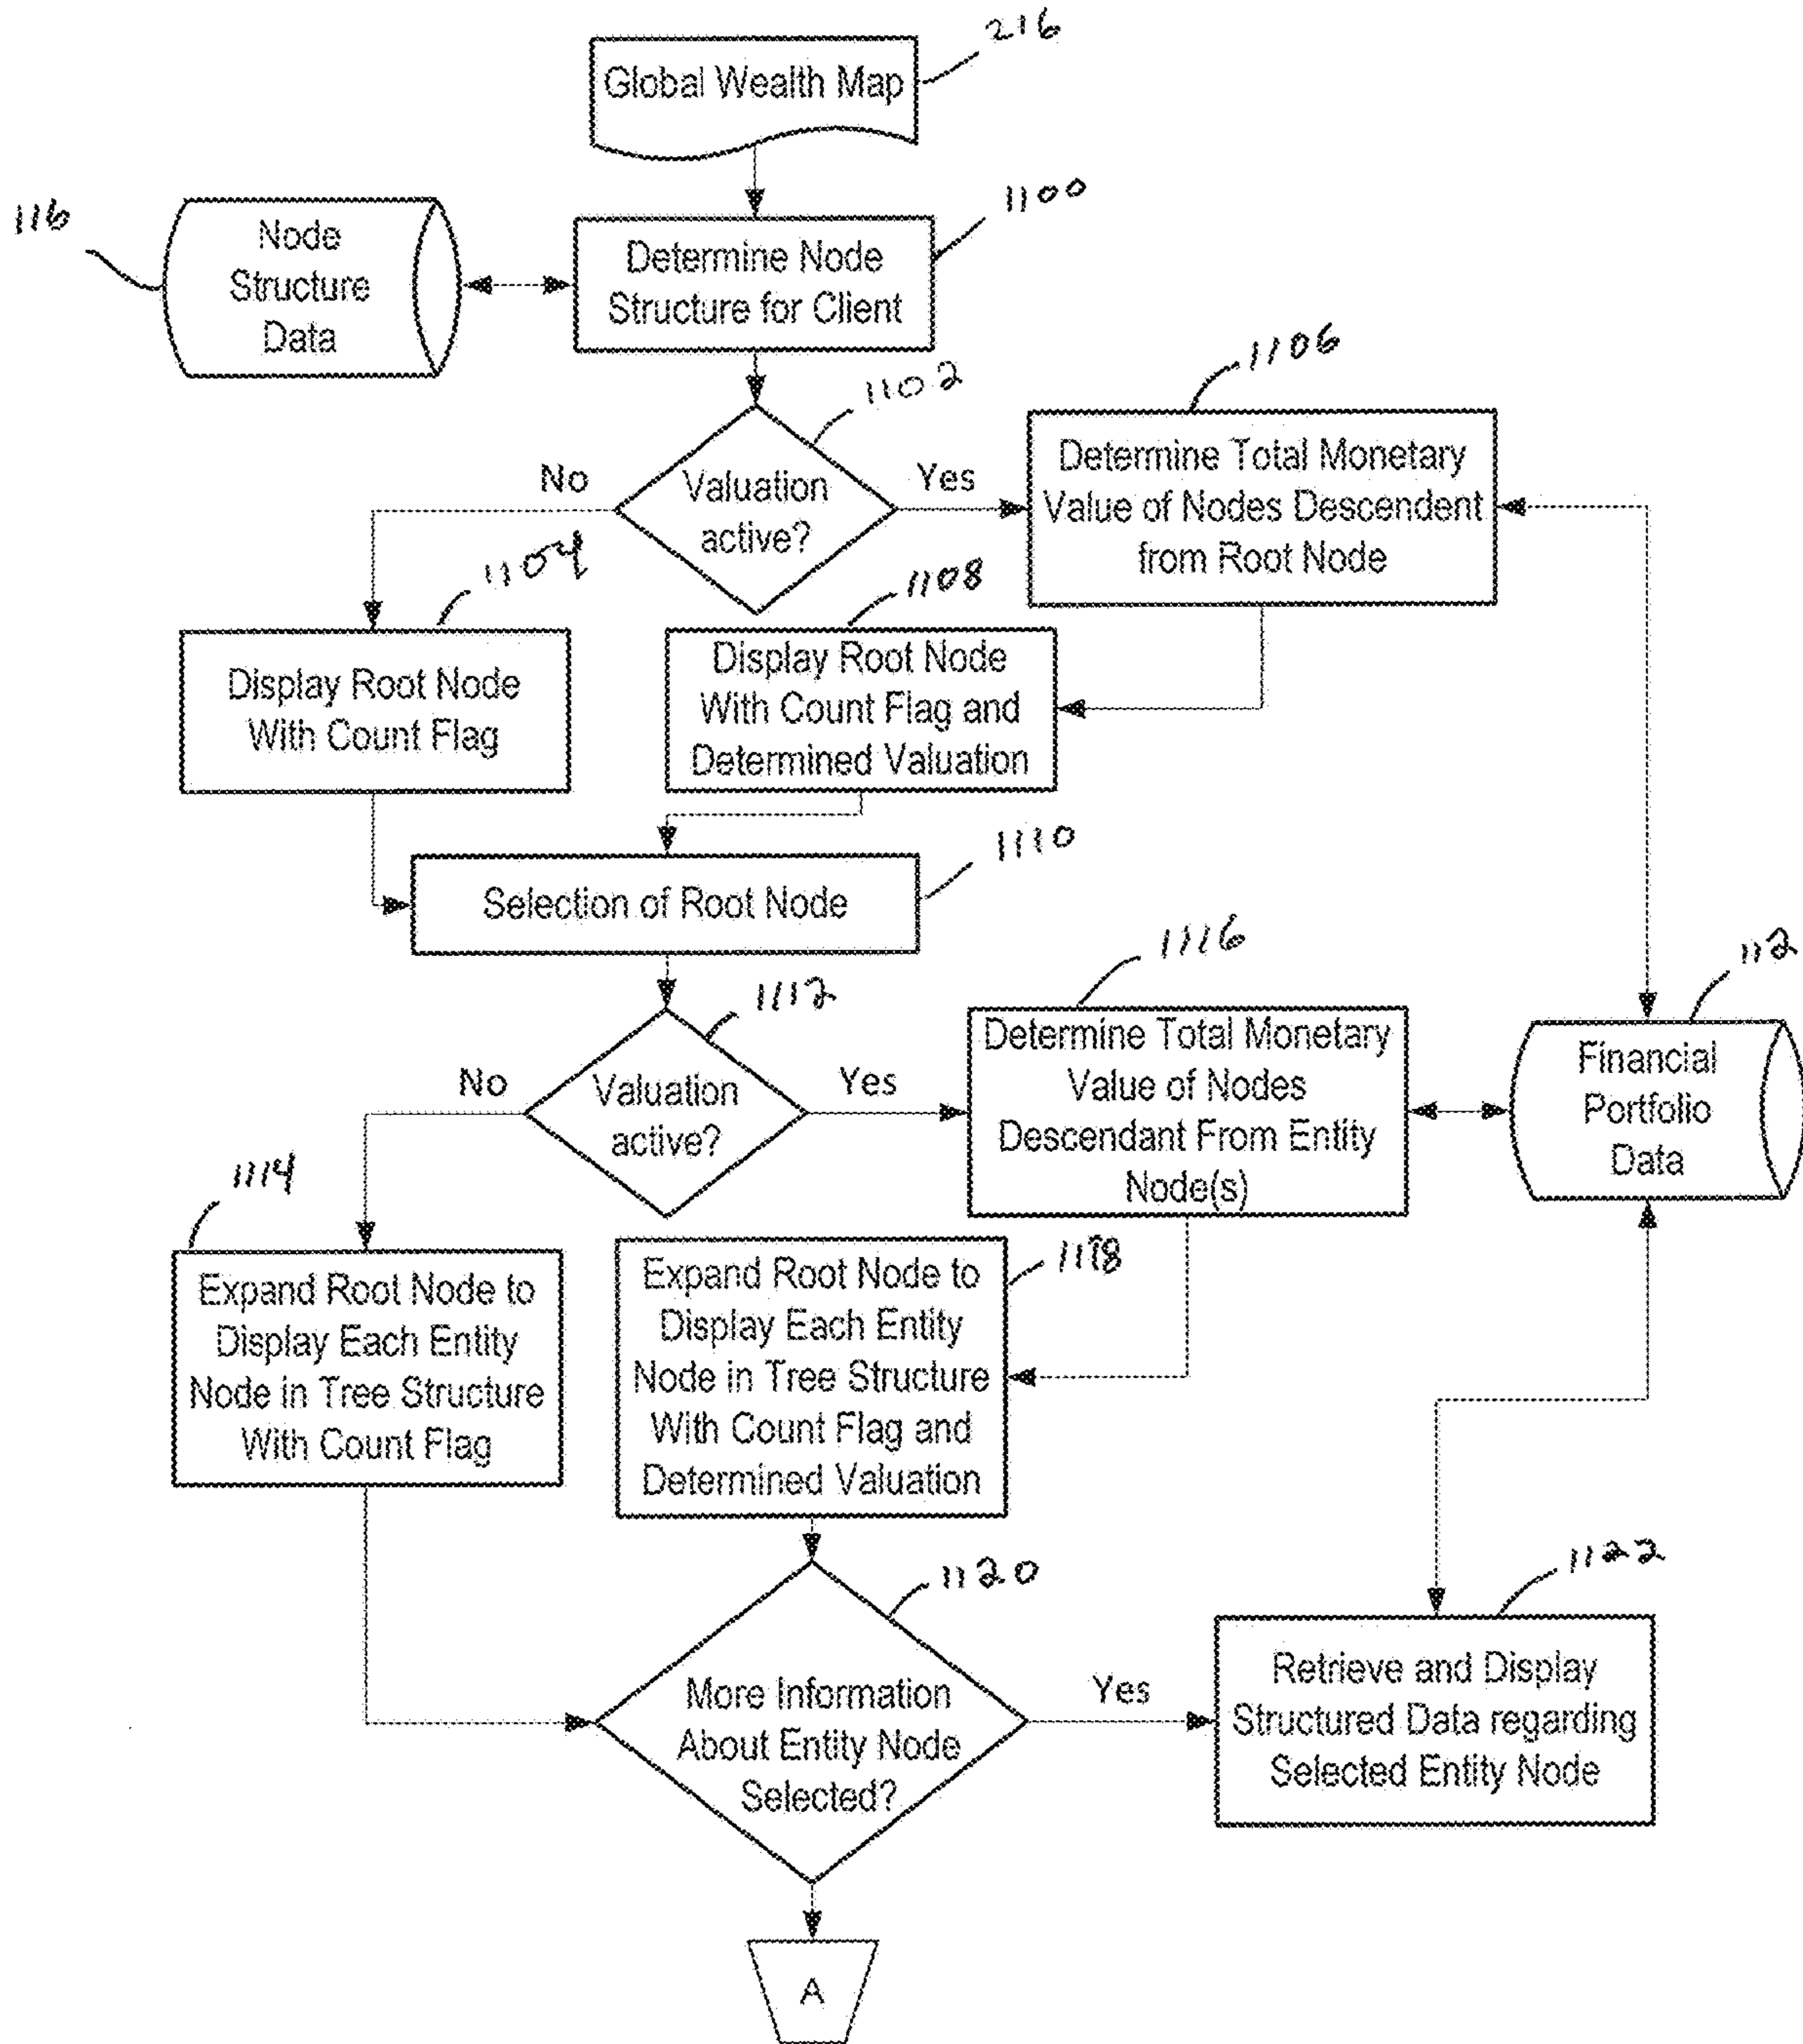 216
Global Wealth Map
1100
116
Node
Structure
Data
Determine Node
Structure for Client
1102
1106
No
Valuation
active?
Yes
Determine Total Monetary
Value of Nodes Descendent
from Root Node
1104
1108
Display Root Node
With Count Flag
Display Root Node
With Count Flag and
Determined Valuation
1110
Selection of Root Node
1116
112
1112
No
Valuation
active?
Yes
Determine Total Monetary
Value of Nodes
Descendant From Entity
Node(s)
Financial
Portfolio
Data
1114
1118
Expand Root Node to
Display Each Entity
Node in Tree Structure
With Count Flag
Expand Root Node to
Display Each Entity
Node in Tree Structure
With Count Flag and
Determined Valuation
1120
1122
More Information
About Entity Node
Selected?
Yes
Retrieve and Display
Structured Data regarding
Selected Entity Node
A